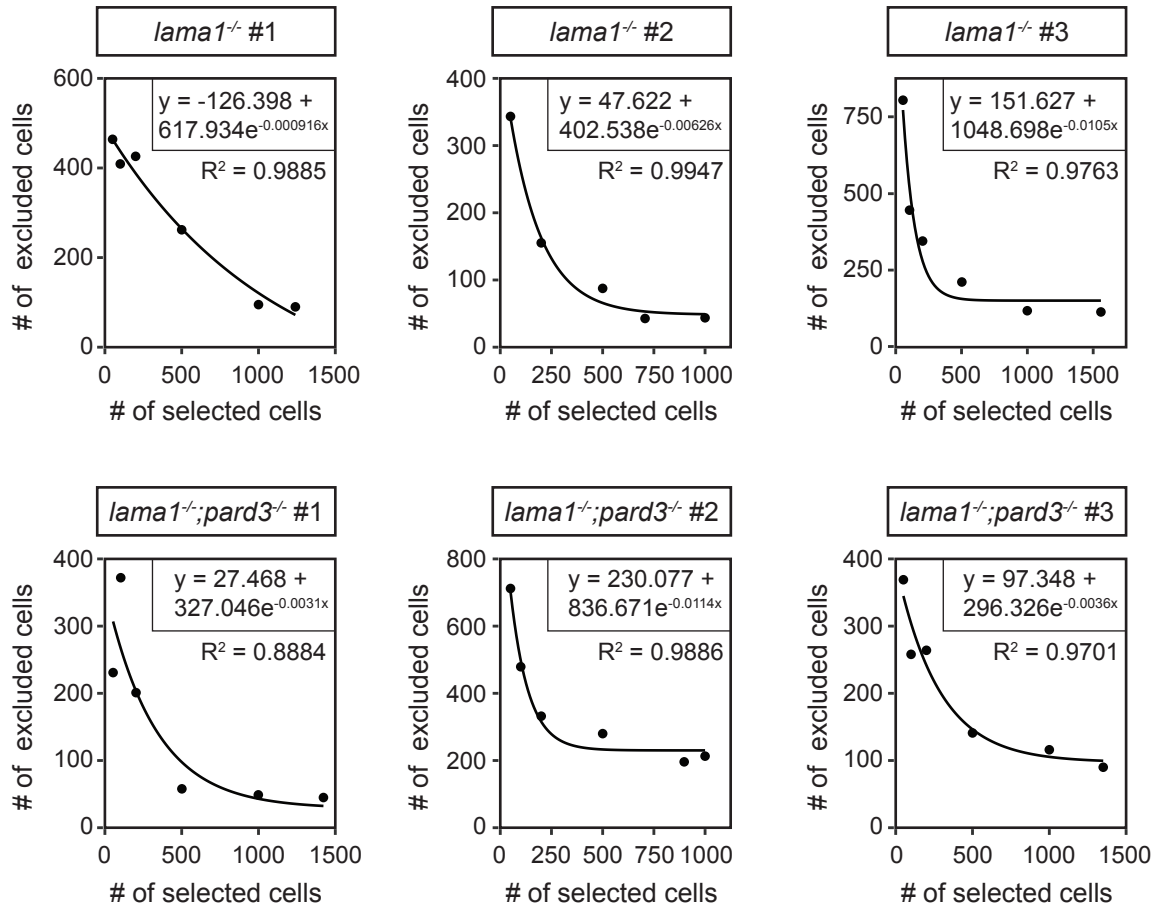 lama1-/- #1
600
400
200
0
y = -126.398 +
617.934e-0.000916x
R2 = 0.9885
0 500 1000 1500
# of selected cells
# of excluded cells
lama1-/- #2
400
300
200
100
0
y = 47.622 +
402.538e-0.00626x
R2 = 0.9947
0 250 500 750 1000
# of selected cells
# of excluded cells
lama1-/- #3
750
500
250
0
y = 151.627 +
1048.698e-0.0105x
R2 = 0.9763
0 500 1000 1500
# of selected cells
# of excluded cells
lama1-/-;pard3-/- #1
400
300
200
100
0
y = 27.468 +
327.046e-0.0031x
R2 = 0.8884
0 500 1000 1500
# of selected cells
# of excluded cells
lama1-/-;pard3-/- #2
800
600
400
200
0
y = 230.077 +
836.671e-0.0114x
R2 = 0.9886
0 250 500 750 1000
# of selected cells
# of excluded cells
lama1-/-;pard3-/- #3
400
300
200
100
0
y = 97.348 +
296.326e-0.0036x
R2 = 0.9701
0 500 1000 1500
# of selected cells
# of excluded cells